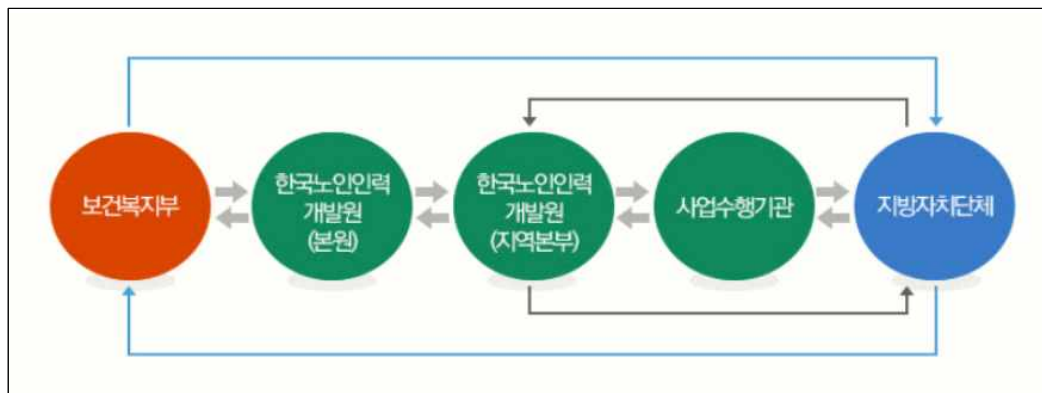 보건복지부
한국노인인력
개발원
(본원)
한국노인인력
개발원
(지역본부)
사업수행기관
지방자치단체